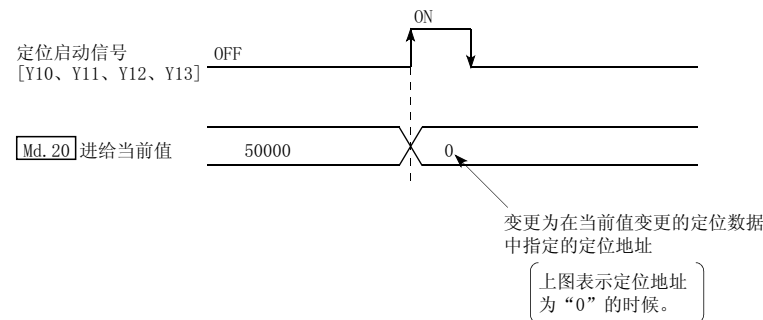 ON
定位启动信号 OFF
[Y10、Y11、Y12、Y13]
Md.20 进给当前值 50000 0
变更为在当前值变更的定位数据
中指定的定位地址
上图表示定位地址
为“0”的时候。